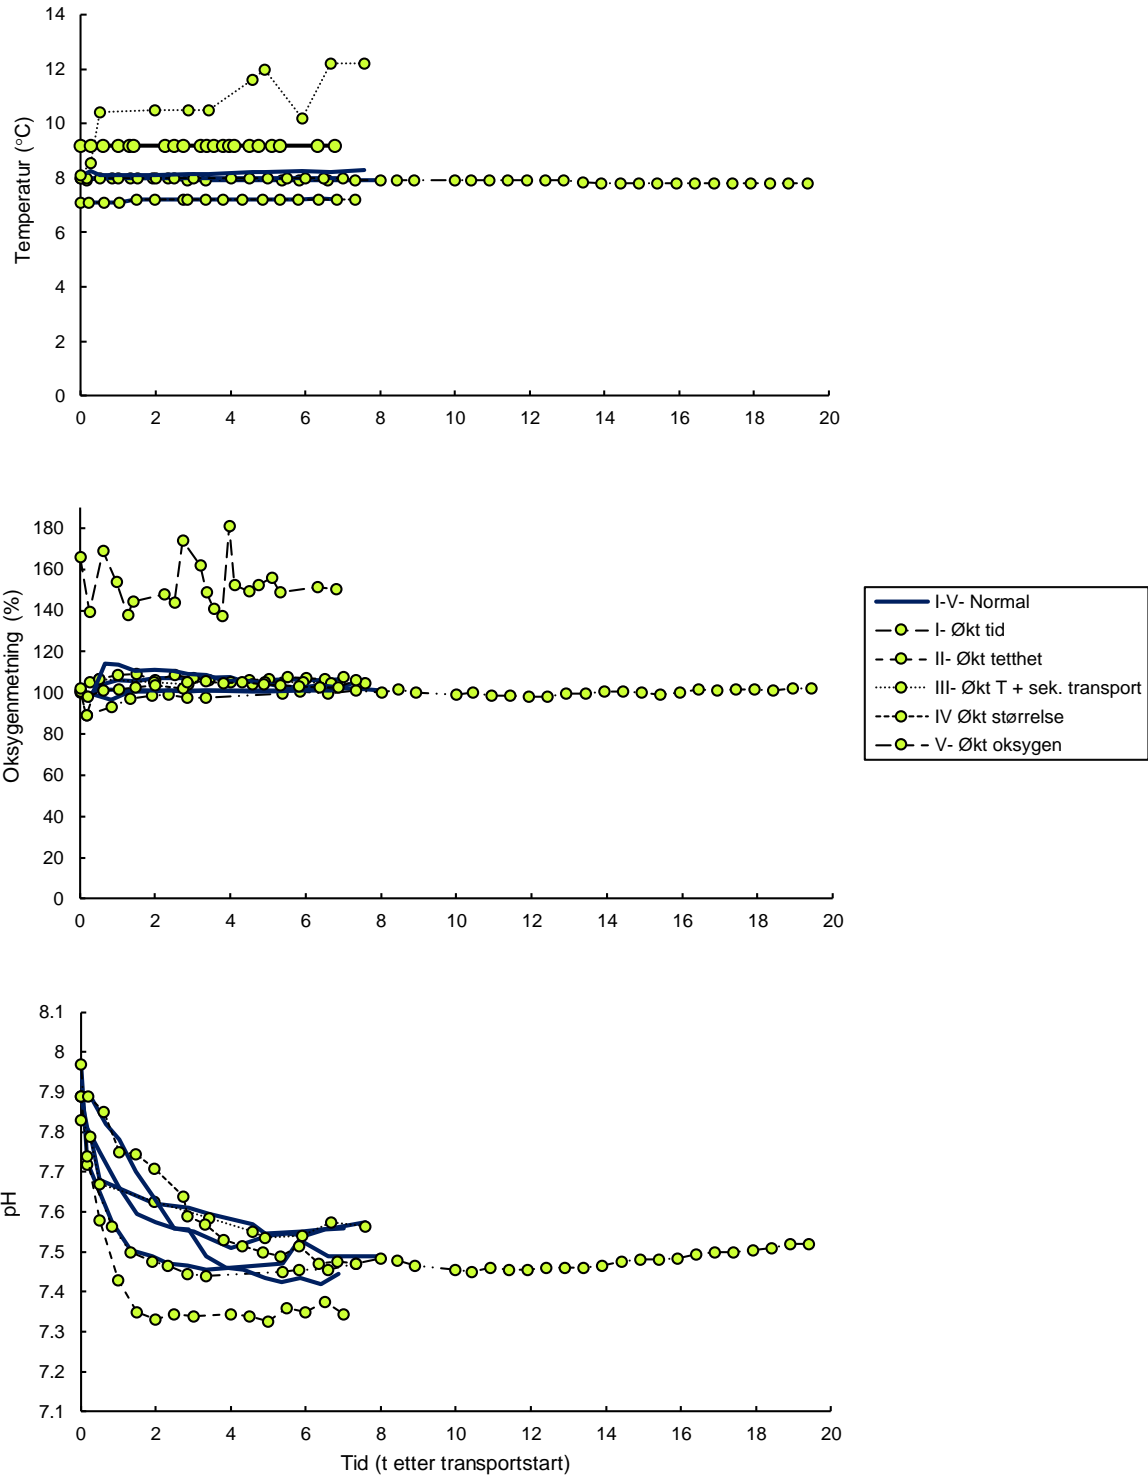 14
12
10
8
6
4
2
0
Temperatur (°C)
0 2 4 6 8 10 12 14 16 18 20
180
160
140
120
100
80
60
40
20
0
Oksygenmetning (%)
0 2 4 6 8 10 12 14 16 18 20
I-V- Normal
I- Økt tid
II- Økt tetthet
III- Økt T + sek. transport
IV Økt størrelse
V- Økt oksygen
8.1
8
7.9
7.8
7.7
7.6
7.5
7.4
7.3
7.2
7.1
pH
0 2 4 6 8 10 12 14 16 18 20
Tid (t etter transportstart)